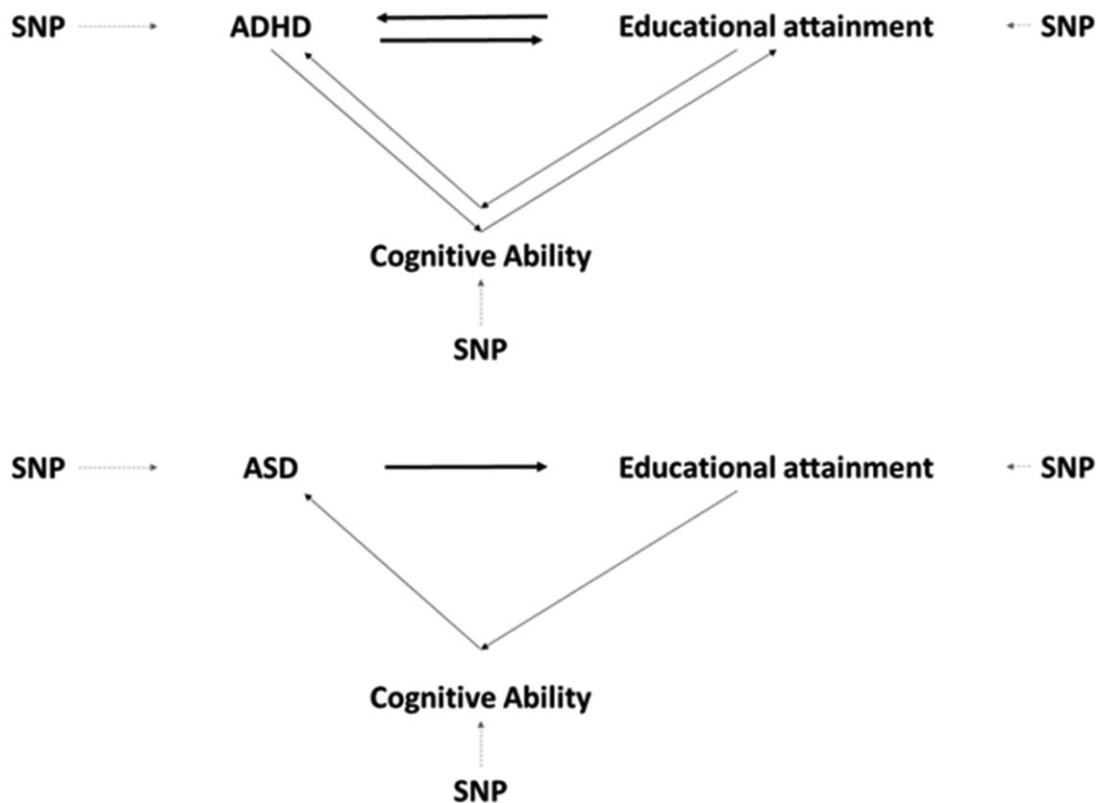 SNP ADHD Educational attainment SNP
Cognitive Ability
SNP
SNP ASD Educational attainment SNP
Cognitive Ability
SNP